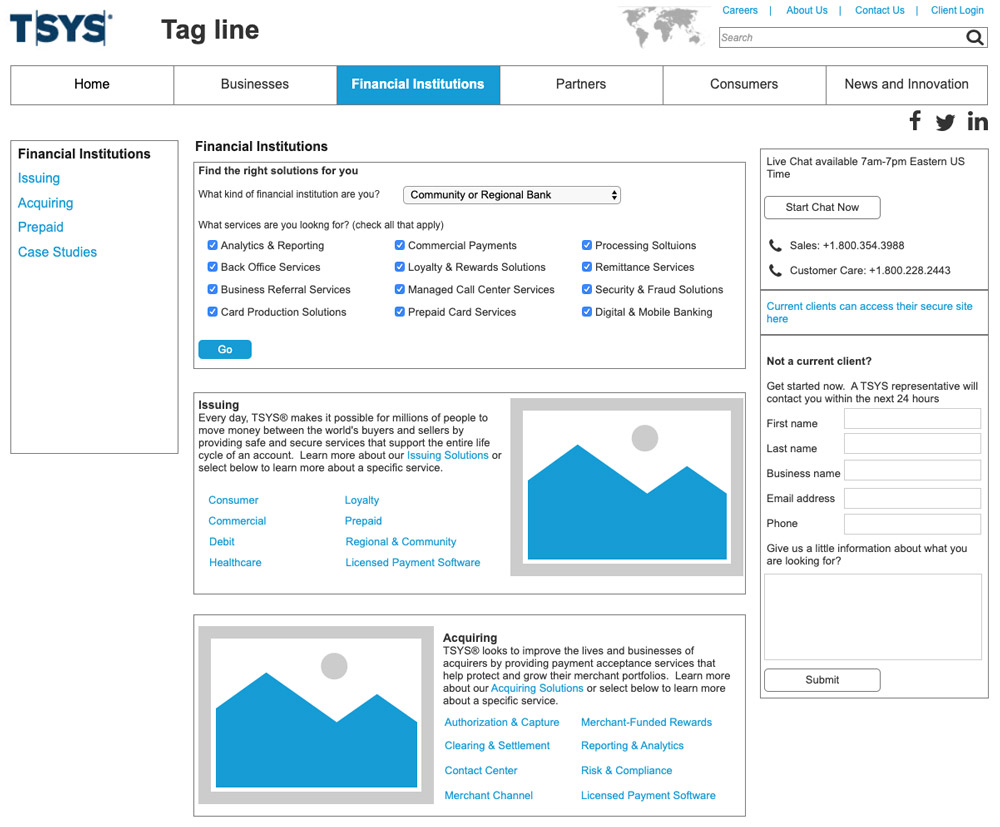 TSYS®
Tag line
Careers | About Us | Contact Us | Client Login
Search
Home
Businesses
Financial Institutions
Partners
Consumers
News and Innovation
Financial Institutions
Issuing
Acquiring
Prepaid
Case Studies
Financial Institutions
Find the right solutions for you
What kind of financial institution are you?
Community or Regional Bank
What services are you lookng for? (check all that apply)
Analytics & Reporting
Commercial Payments
Processing Soltuions
Back Office Services
Loyalty & Rewards Solutions
Remittance Services
Business Referral Services
Managed Call Center Services
Security & Fraud Solutions
Card Production Solutions
Prepaid Card Services
Digital & Mobile Banking
Go
Issuing
Every day, TSYS® makes it possible for millions of people to
move money between the world's buyers and sellers by
providing safe and secure services that support the entire life
cycle of an account.  Learn more about our Issuing Solutions or
select below to learn more about a specific service.
Consumer
Loyalty
Commercial
Prepaid
Debit
Regional & Community
Healthcare
Licensed Payment Software
Acquiring
TSYS® looks to improve the lives and businesses of
acquirers by providing payment acceptance services that
help protect and grow their merchant portfolios.  Learn more
about our Acquiring Solutions or select below to learn more
about a specific service.
Authorization & Capture
Merchant-Funded Rewards
Clearing & Settlement
Reporting & Analytics
Contact Center
Risk & Compliance
Merchant Channel
Licensed Payment Software
Live Chat available 7am-7pm Eastern US
Time
Start Chat Now
Sales: +1.800.354.3988
Customer Care: +1.800.228.2443
Current clients can access their secure site
here
Not a current client?
Get started now.  A TSYS representative will
contact you within the next 24 hours
First name
Last name
Business name
Email address
Phone
Give us a little information about what you
are looking for?
Submit